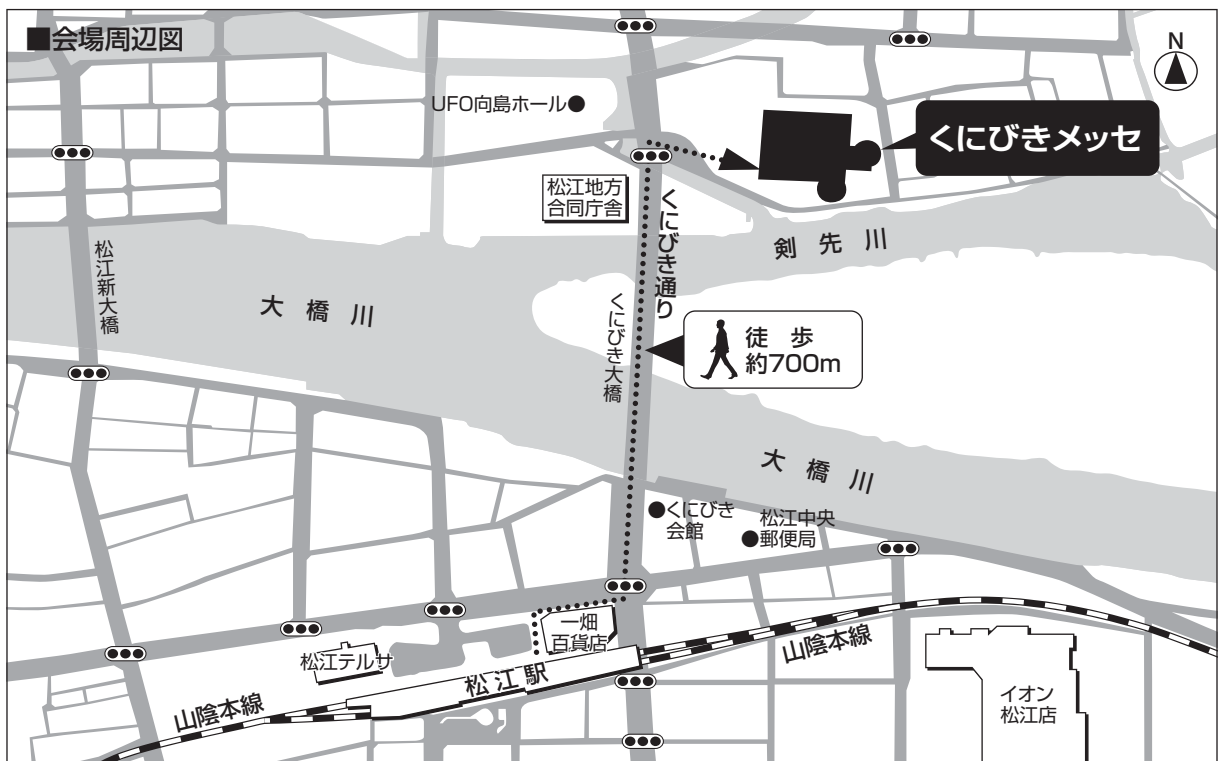 ■会場周辺図
N
UFO向島ホール●
くにびきメッセ
松江地方
合同庁舎
くにびき通り
剣先川
松江新大橋
大橋川
くにびき大橋
徒歩
約700m
大橋川
●くにびき
会館
松江中央
●郵便局
一畑
百貨店
松江テルサ
松江駅
山陰本線
山陰本線
イオン
松江店